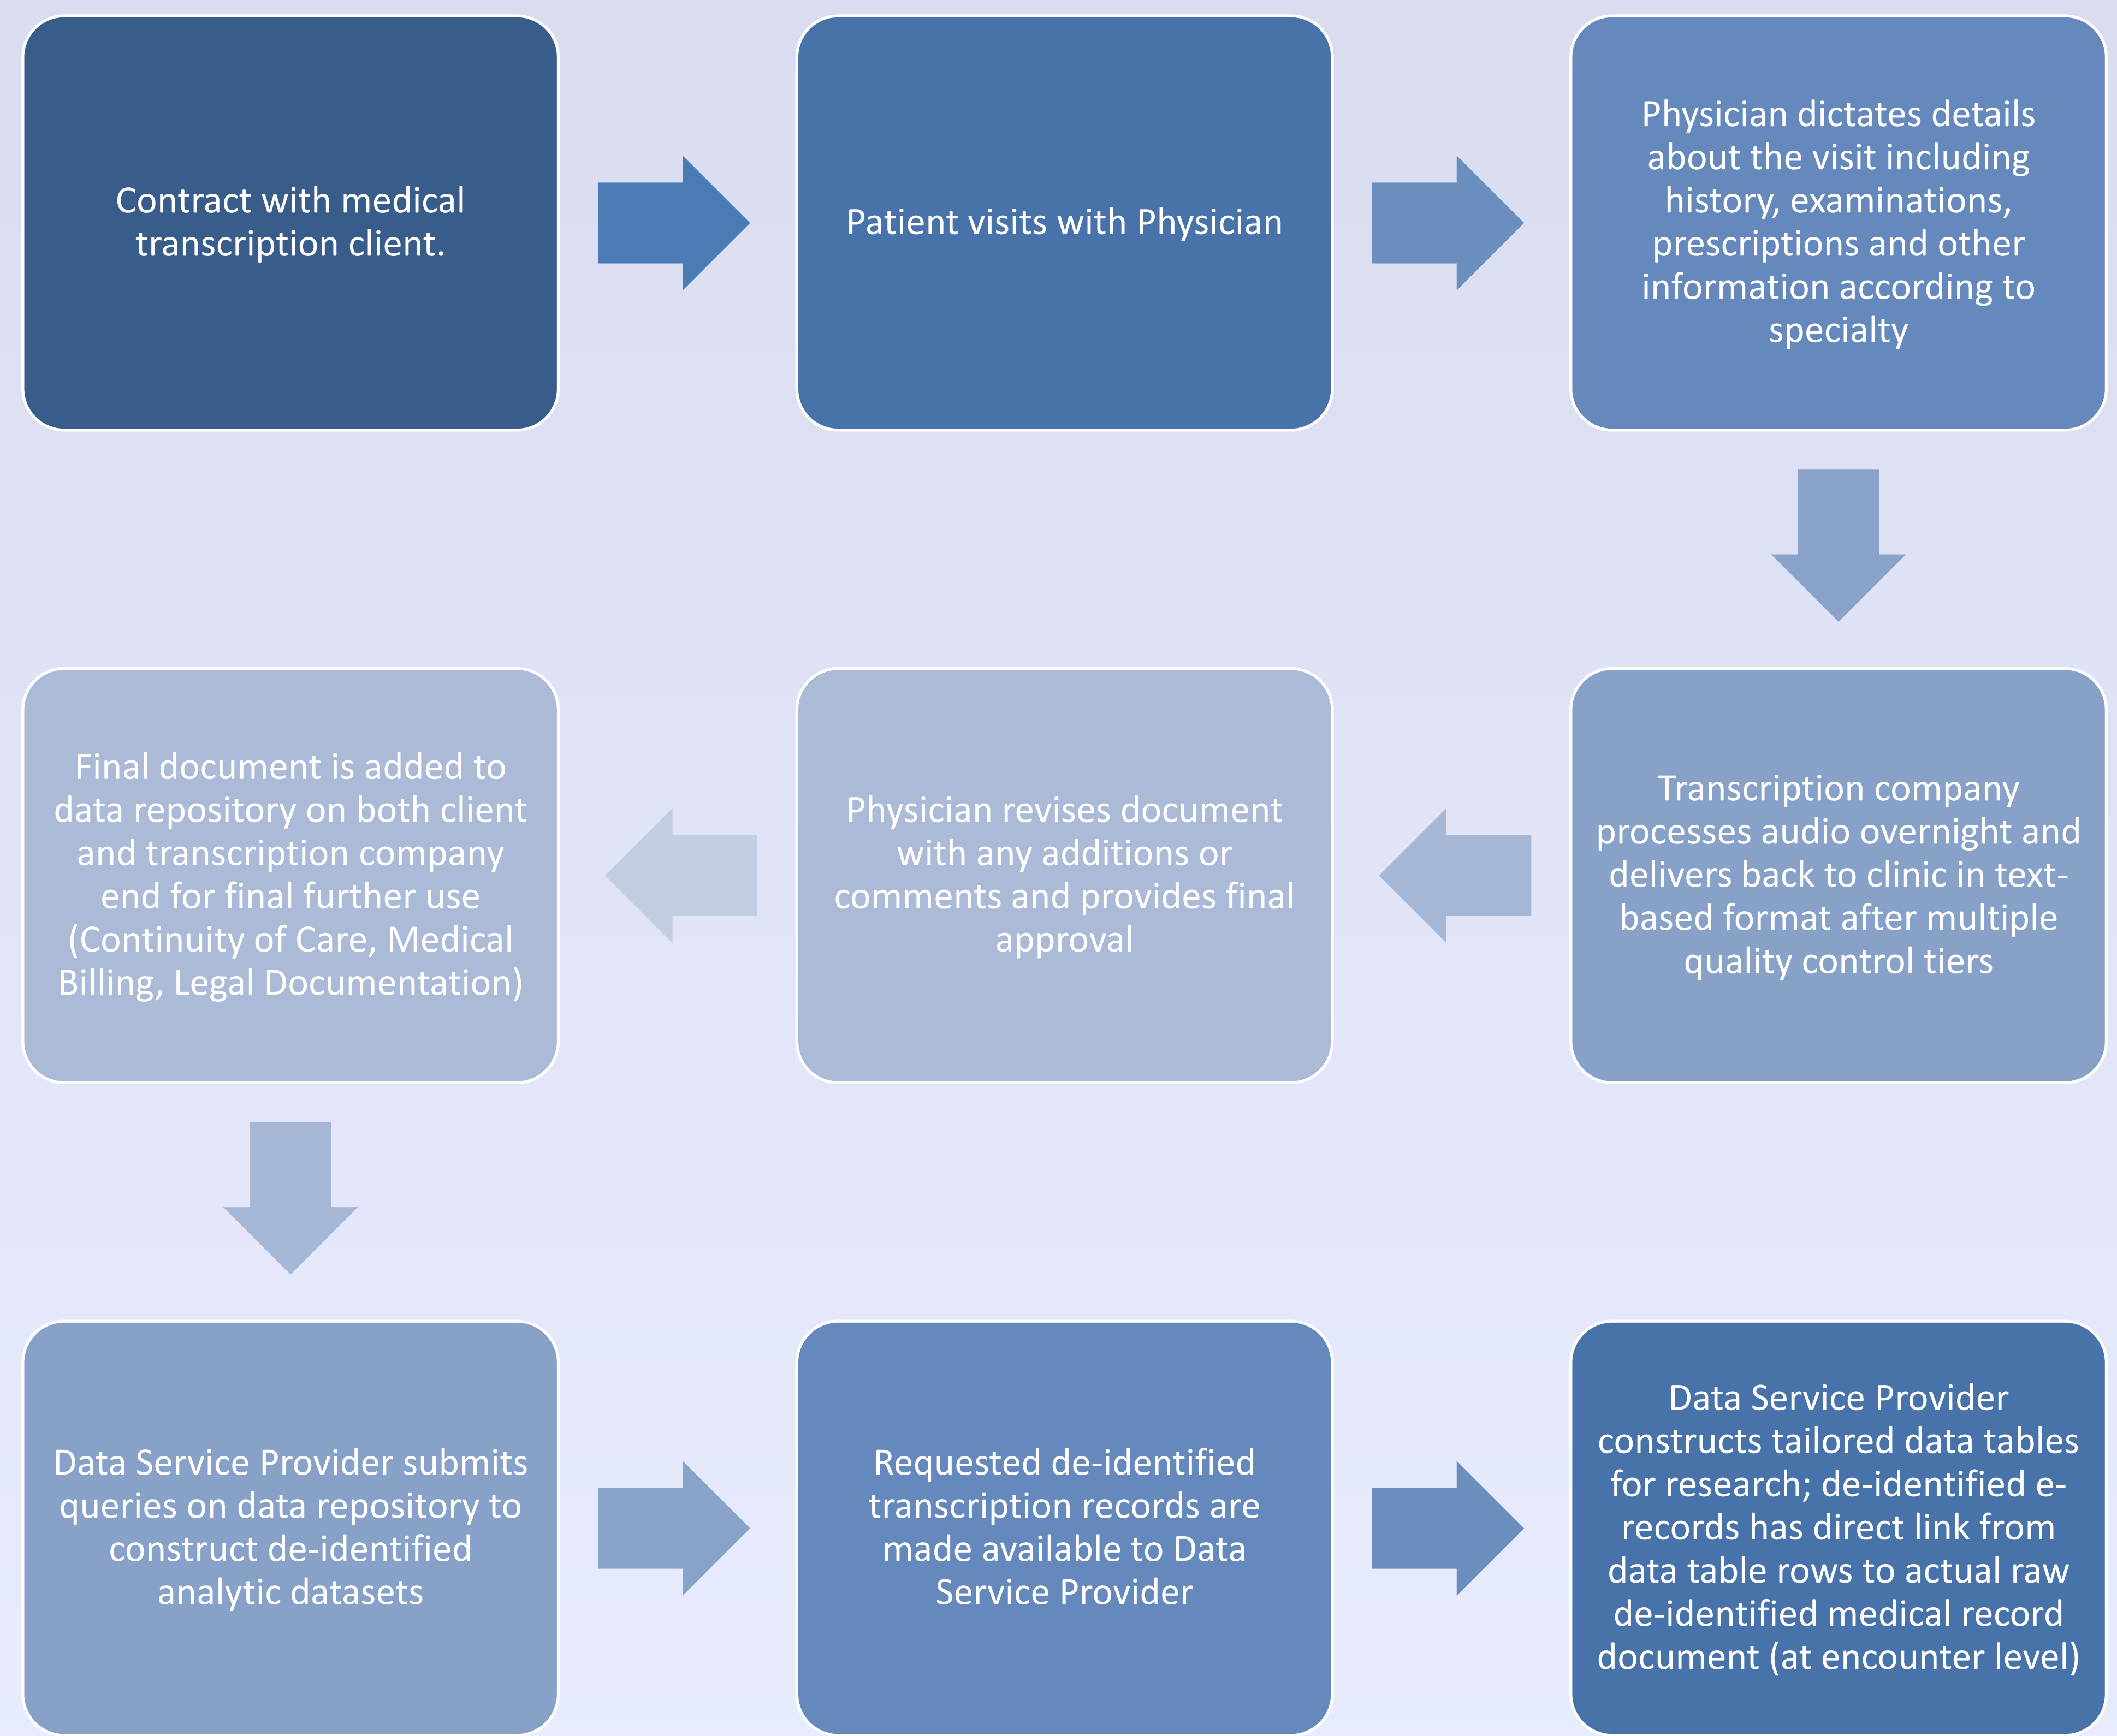 Contract with medical
transcription client.
Patient visits with Physician
Physician dictates details
about the visit including
history, examinations,
prescriptions and other
information according to
specialty
Transcription company
processes audio overnight and
delivers back to clinic in text-
based format after multiple
quality control tiers
Physician revises document
with any additions or
comments and provides final
approval
Final document is added to
data repository on both client
and transcription company
end for final further use
(Continuity of Care, Medical
Billing, Legal Documentation)
Data Service Provider submits
queries on data repository to
construct de-identified
analytic datasets
Requested de-identified
transcription records are
made available to Data
Service Provider
Data Service Provider
constructs tailored data tables
for research; de-identified e-
records has direct link from
data table rows to actual raw
de-identified medical record
document (at encounter level)